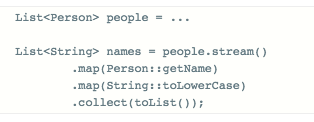 List<Person> people = ...
List<String> names = people.stream()
.map(Person::getName)
.map(String::toLowerCase)
.collect(toList());